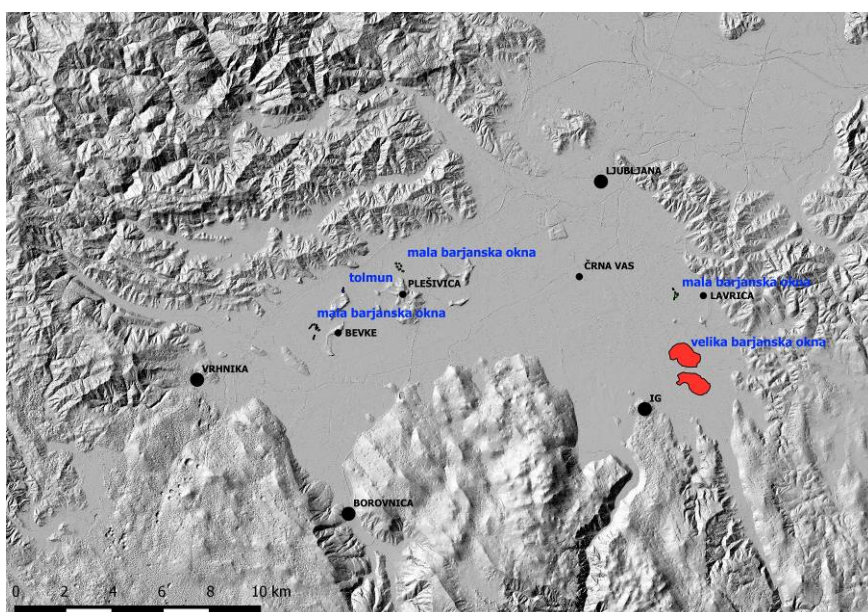 LJUBLJANA
mala barjanska okna
tolmun
PLEŠIVICA
ČRNA VAS
mala barjanska okna
LAVRICA
mala barjanska okna
BEVKE
velika barjanska okna
VRHNIKA
IG
BOROVNICA
0 2 4 6 8 10 km